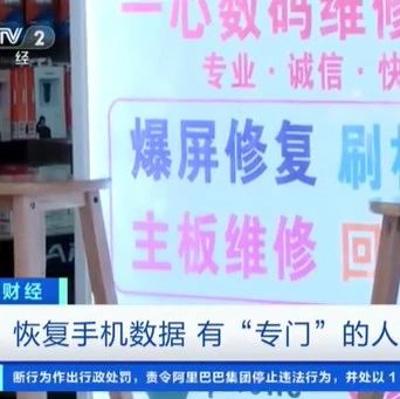 TV 2
财经
一心数码维修
专业·诚信·快
爆屏修复 刷
主板维修 回
财经
恢复手机数据 有“专门”的人
断行为作出行政处罚，责令阿里巴巴集团停止违法行为，并处以 1